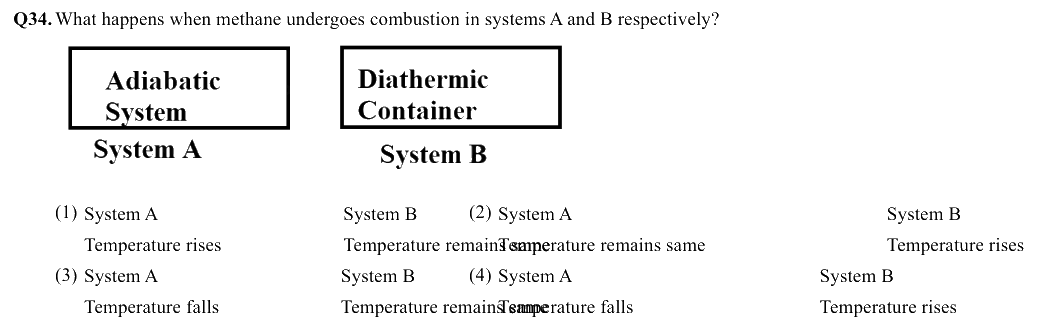 Q34. What happens when methane undergoes combustion in systems A and B respectively?
Adiabatic System
System A
Diathermic Container
System B
(1) System A System B (2) System A System B
Temperature rises Temperature remains same Temperature remains same Temperature rises
(3) System A System B (4) System A System B
Temperature falls Temperature remains same Temperature falls Temperature rises